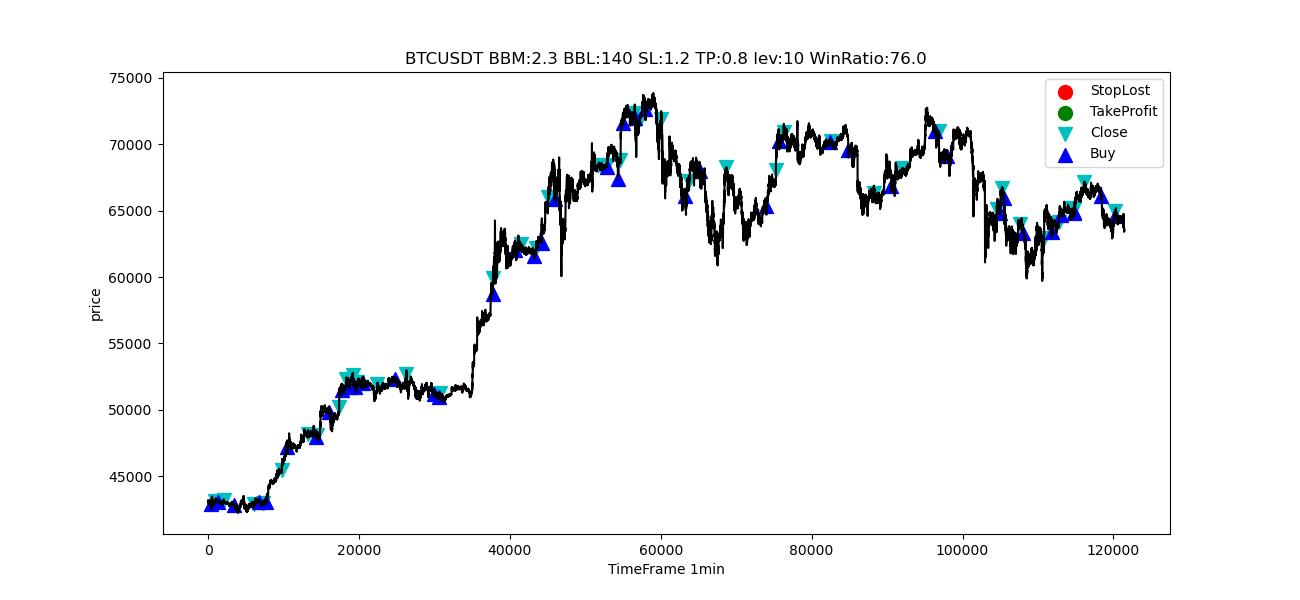 BTCUSDT BBM:2.3 BBL:140 SL:1.2 TP:0.8 lev:10 WinRatio:76.0
75000
70000
65000
60000
55000
50000
45000
price
StopLost
TakeProfit
Close
Buy
0 20000 40000 60000 80000 100000 120000
TimeFrame 1min